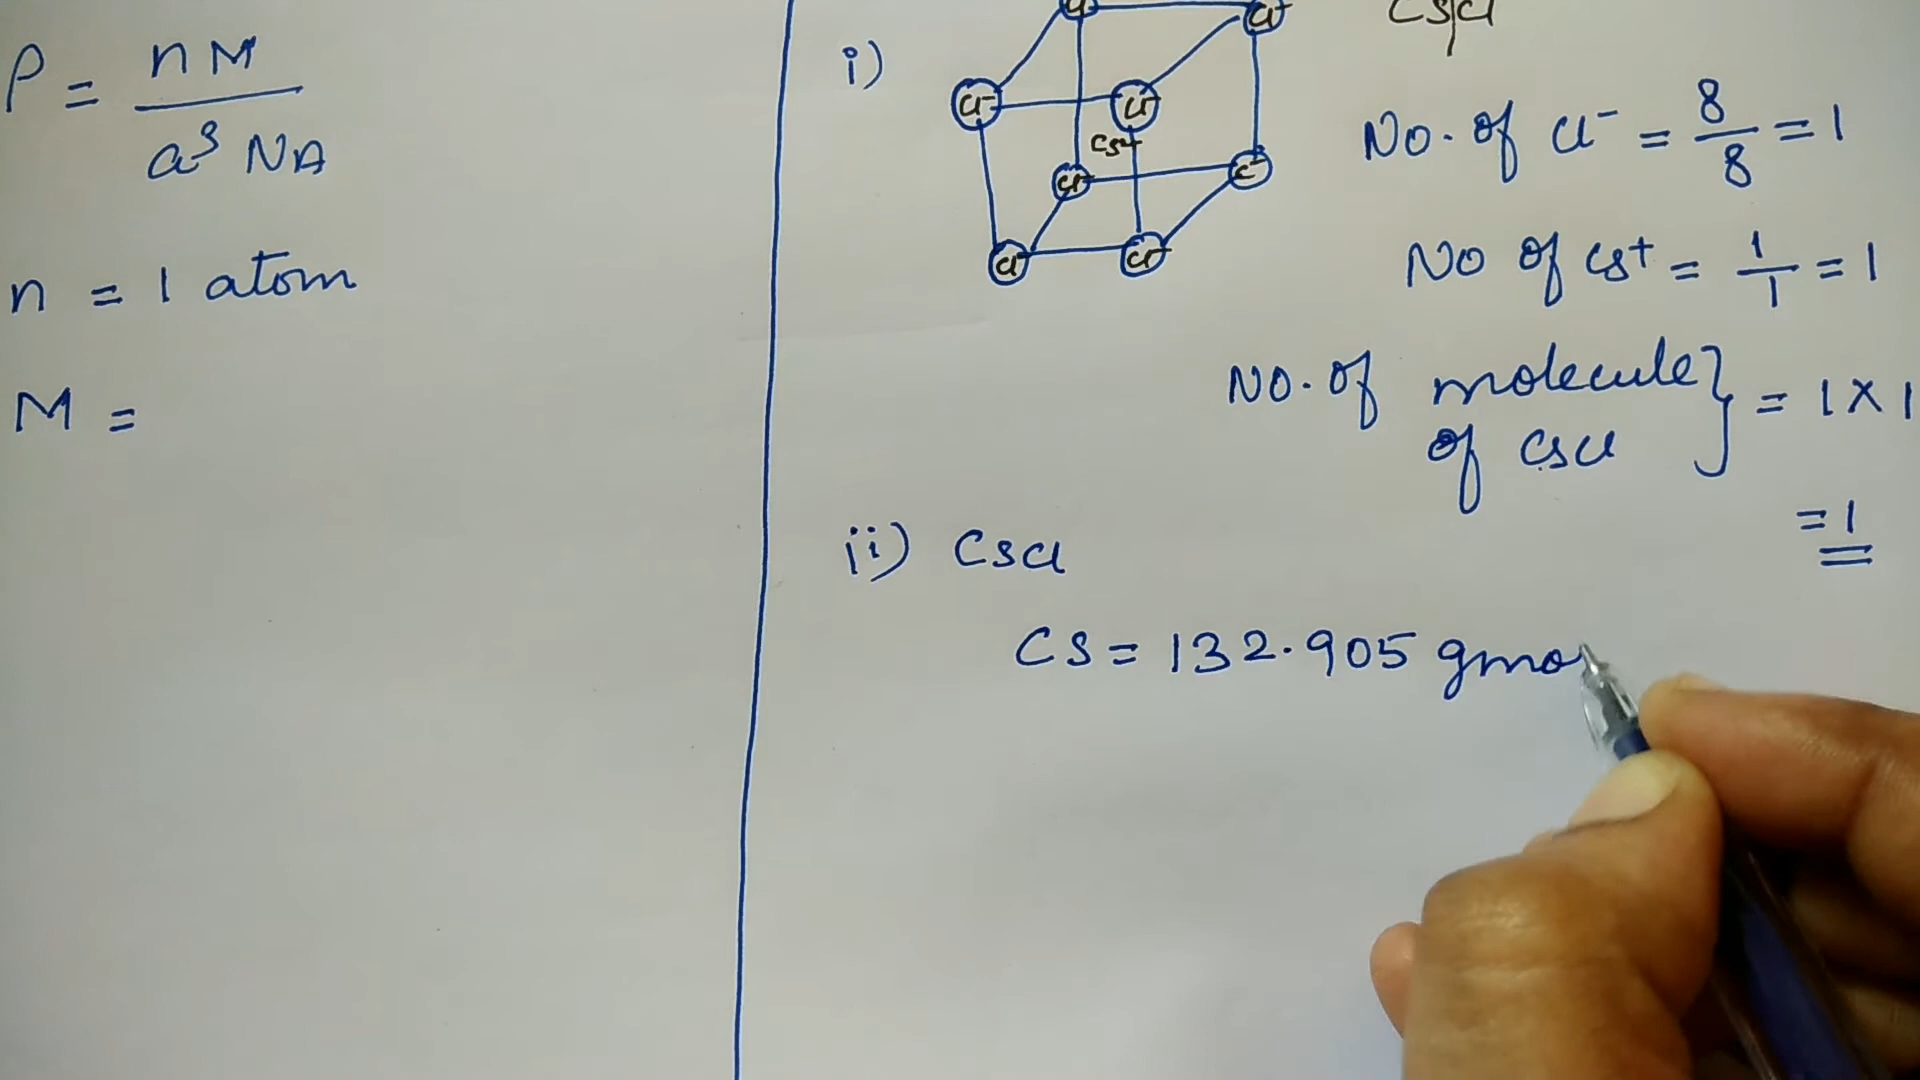 ρ = nM / a³ NA
n = 1 atom
M =
i)
Cl⁻
Cl⁻ Cl⁻
Cs⁺
Cl⁻
Cl Cl⁻
CsCl
No. of Cl⁻ = 8/8 = 1
No of Cs⁺ = 1/1 = 1
No. of molecule } = 1 × 1
of CsCl
= 1
ii) CsCl
CS = 132.905 gmo